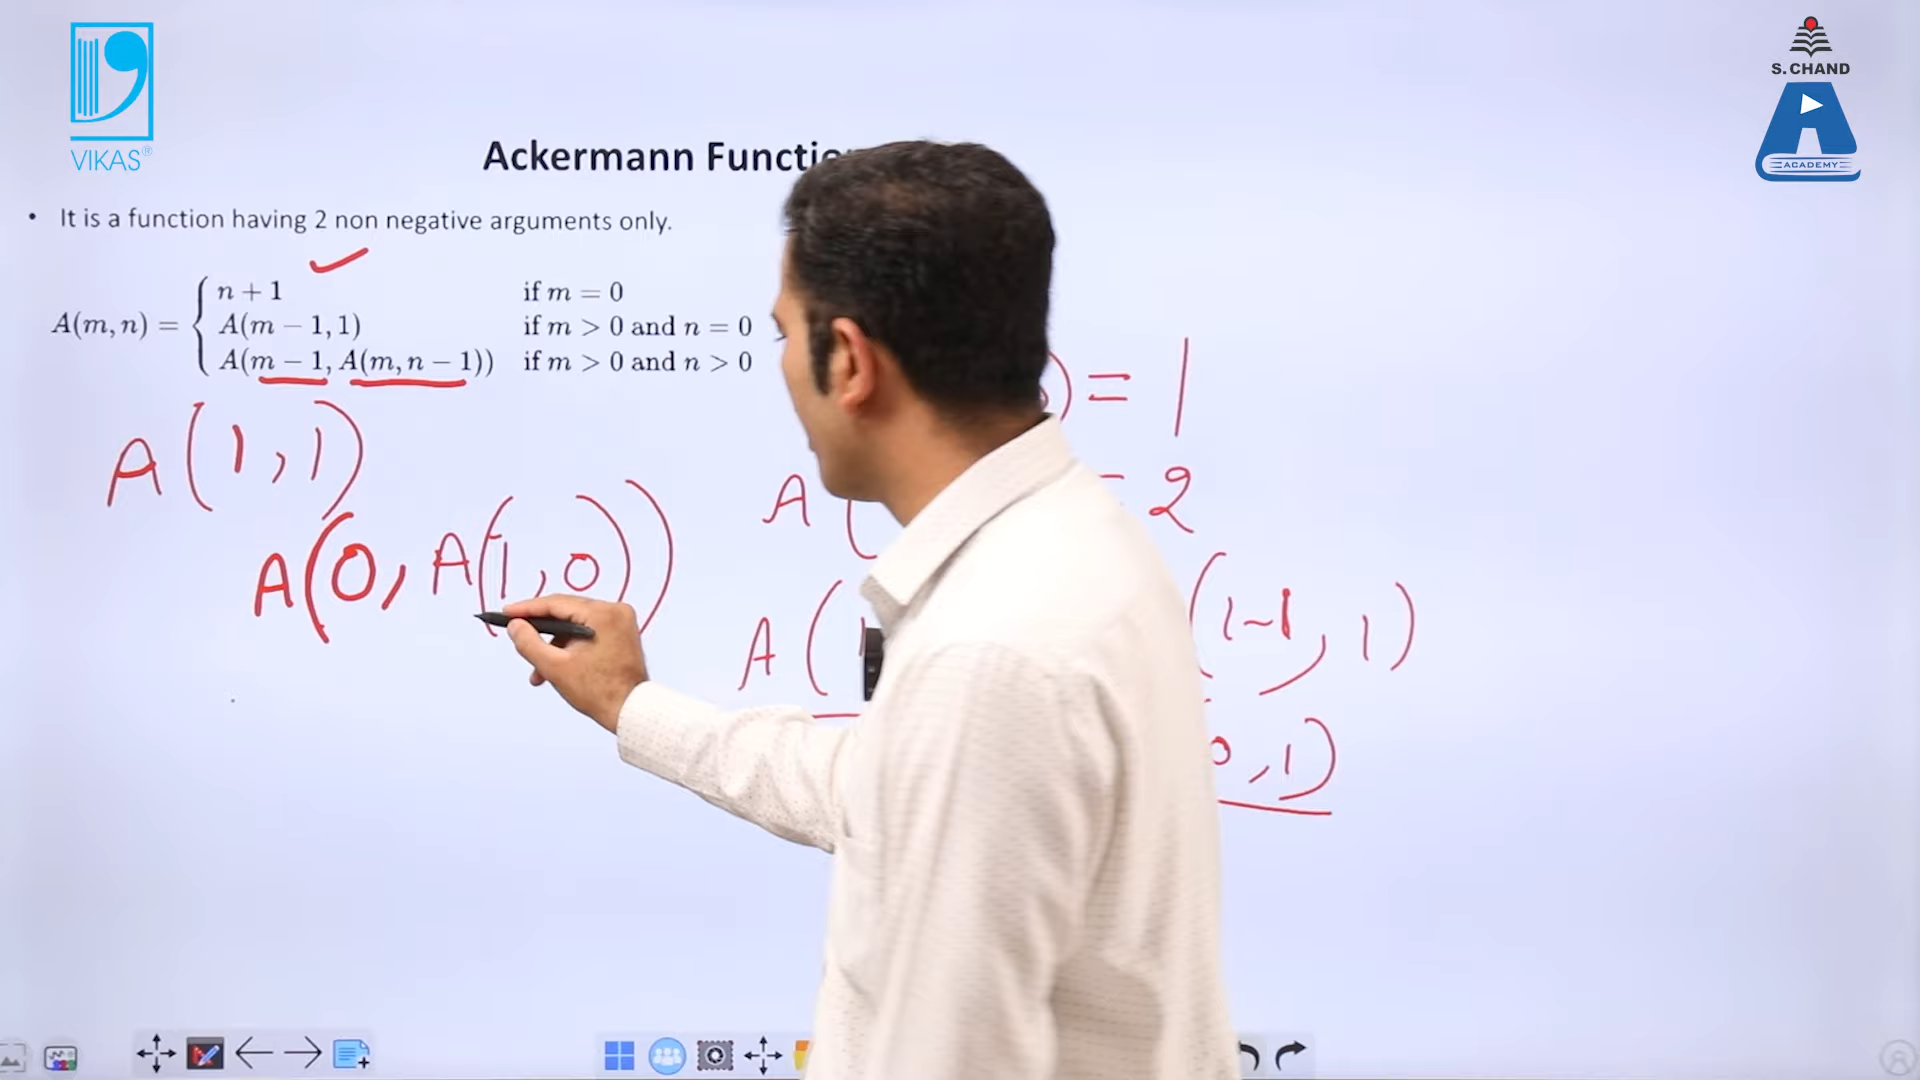 VIKAS®
S. CHAND
ACADEMY
Ackermann Functio
• It is a function having 2 non negative arguments only.
A(m, n) = { n + 1 if m = 0
A(m − 1, 1) if m > 0 and n = 0
A(m − 1, A(m, n − 1)) if m > 0 and n > 0
) = 1
A(1,1)
A ( = 2
A(0, A(1,0))
A ( (1-1, 1)
0, 1)